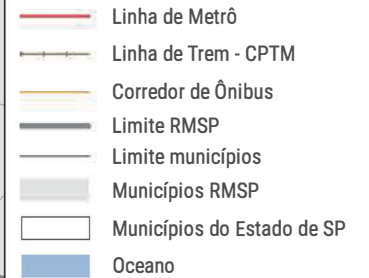 Linha de Metrô
Linha de Trem - CPTM
Corredor de Ônibus
Limite RMSP
Limite municípios
Municípios RMSP
Municípios do Estado de SP
Oceano